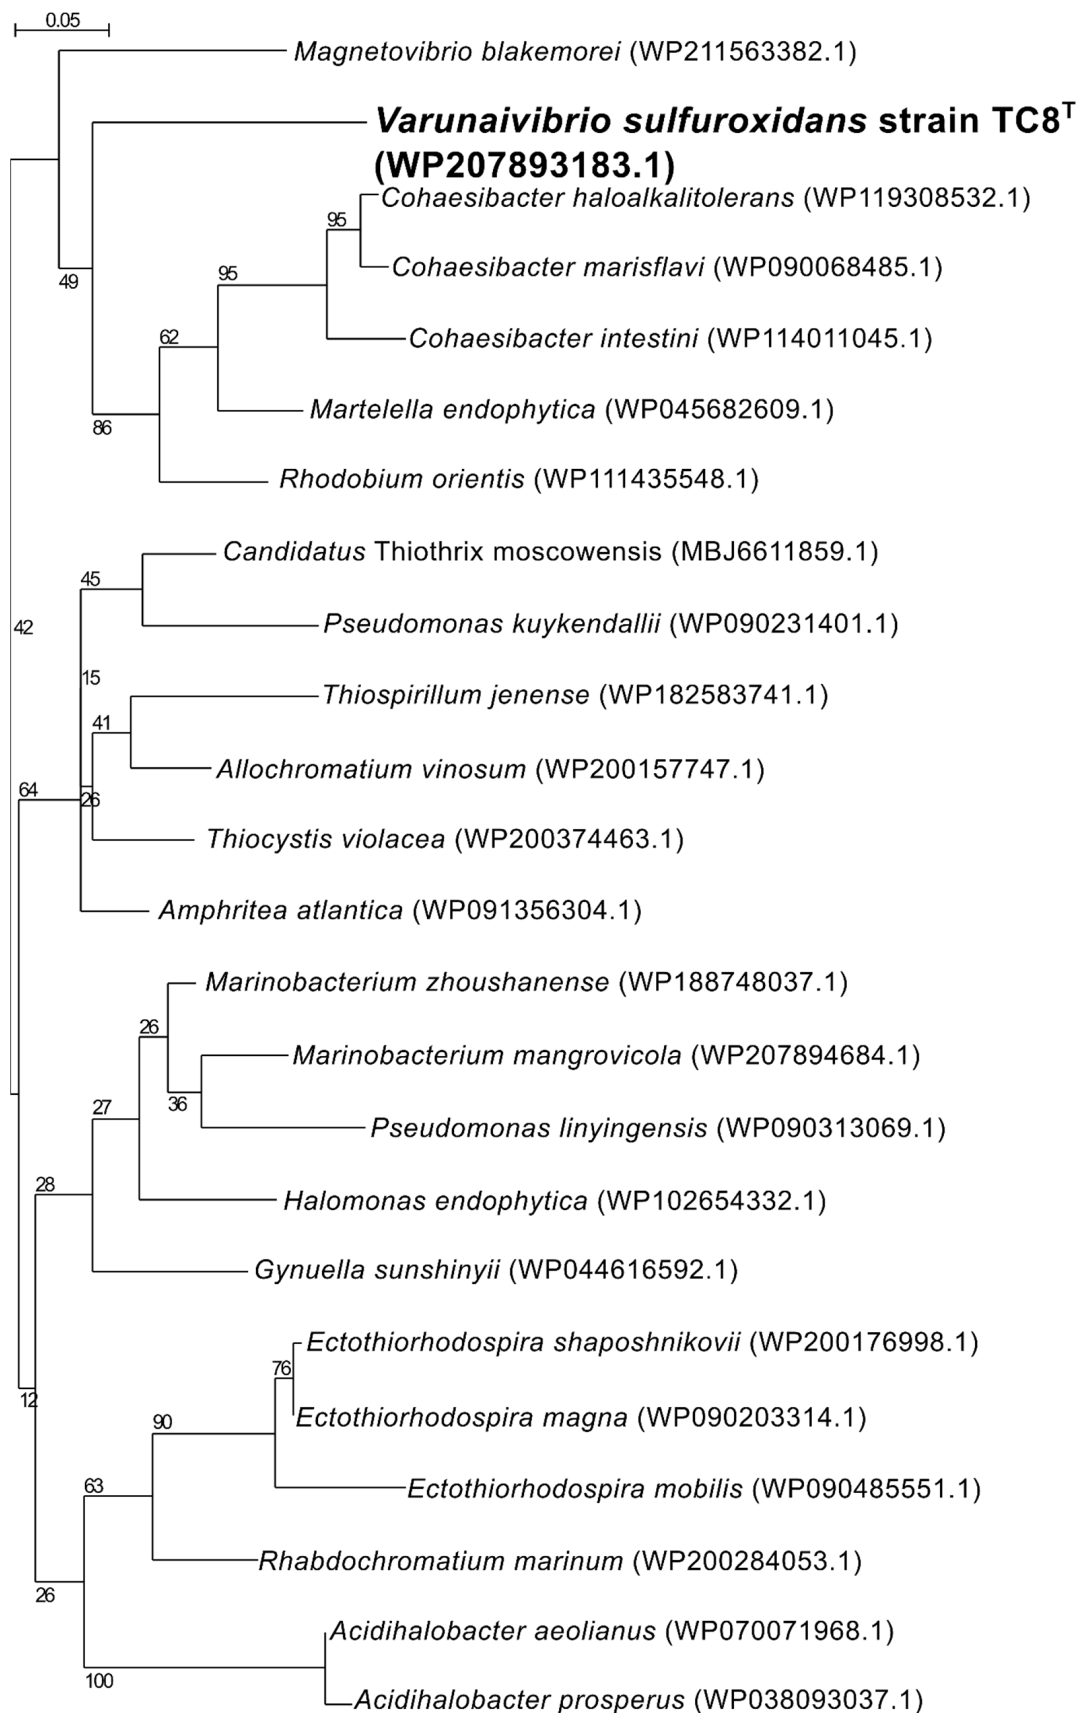 0.05
Magnetovibrio blakemorei (WP211563382.1)
Varunaivibrio sulfuroxidans strain TC8ᵀ
(WP207893183.1)
Cohaesibacter haloalkalitolerans (WP119308532.1)
95
Cohaesibacter marisflavi (WP090068485.1)
95
49
Cohaesibacter intestini (WP114011045.1)
62
Martelella endophytica (WP045682609.1)
86
Rhodobium orientis (WP111435548.1)
Candidatus Thiothrix moscowensis (MBJ6611859.1)
45
42
Pseudomonas kuykendallii (WP090231401.1)
15
Thiospirillum jenense (WP182583741.1)
41
Allochromatium vinosum (WP200157747.1)
64
26
Thiocystis violacea (WP200374463.1)
Amphritea atlantica (WP091356304.1)
Marinobacterium zhoushanense (WP188748037.1)
26
Marinobacterium mangrovicola (WP207894684.1)
36
27
Pseudomonas linyingensis (WP090313069.1)
28
Halomonas endophytica (WP102654332.1)
Gynuella sunshinyii (WP044616592.1)
Ectothiorhodospira shaposhnikovii (WP200176998.1)
76
12
Ectothiorhodospira magna (WP090203314.1)
90
Ectothiorhodospira mobilis (WP090485551.1)
63
Rhabdochromatium marinum (WP200284053.1)
26
Acidihalobacter aeolianus (WP070071968.1)
100
Acidihalobacter prosperus (WP038093037.1)